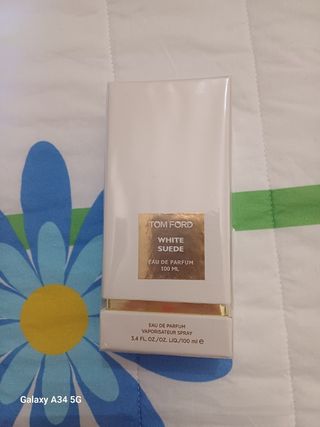 TOM FORD
WHITE
SUEDE
EAU DE PARFUM
100 ML
EAU DE PARFUM
VAPORISATEUR SPRAY
3.4 FL. OZ./OZ. LIQ./100 ml ℮
Galaxy A34 5G